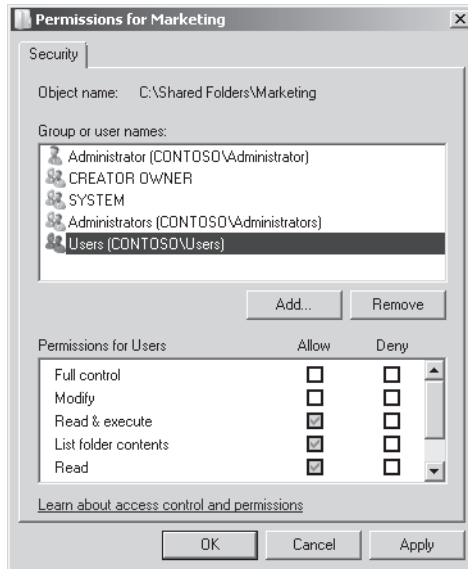 Permissions for Marketing
Security
Object name: C:\Shared Folders\Marketing
Group or user names:
Administrator (CONTOSO\Administrator)
CREATOR OWNER
SYSTEM
Administrators (CONTOSO\Administrators)
Users (CONTOSO\Users)
Add... Remove
Permissions for Users Allow Deny
Full control
Modify
Read & execute
List folder contents
Read
Learn about access control and permissions
OK Cancel Apply